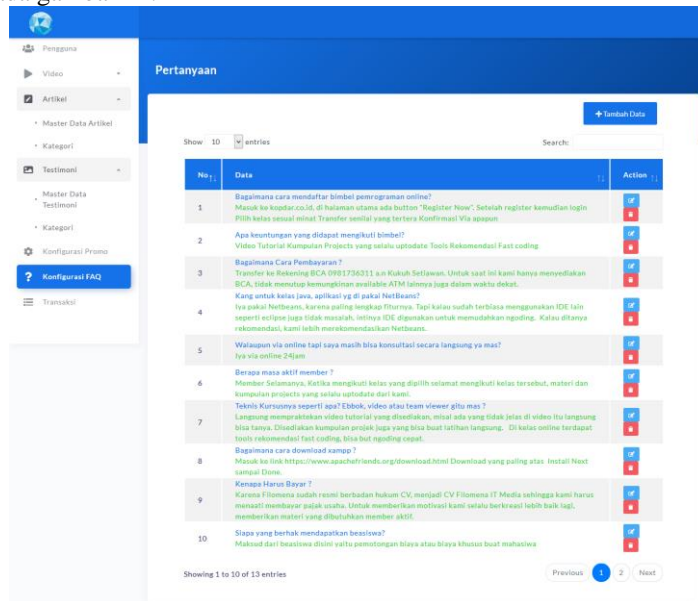 Pengguna
Video
Artikel
Master Data Artikel
Kategori
Testimoni
Master Data
Testimoni
Kategori
Konfigurasi Promo
? Konfigurasi FAQ
Transaksi
Pertanyaan
+ Tambah Data
Show 10 entries
Search:
No Data Action
1
Bagaimana cara mendaftar bimbel pemrograman online?
Masuk ke kopdar.co.id, di halaman utama ada button "Register Now". Setelah register kemudian login
Pilih kelas sesuai minat Transfer senilai yang tertera Konfirmasi Via apapun
2
Apa keuntungan yang didapat mengikuti bimbel?
Video Tutorial Kumpulan Projects yang selalu uptodate Tools Rekomendasi Fast coding
3
Bagaimana Cara Pembayaran ?
Transfer ke Rekening BCA 0981736311 a.n Kukuh Setiawan. Untuk saat ini kami hanya menyediakan
BCA, tidak menutup kemungkinan available ATM lainnya juga dalam waktu dekat.
4
Kang untuk kelas java, aplikasi yg di pakai NetBeans?
Iya pakai Netbeans, karena paling lengkap fiturnya. Tapi kalau sudah terbiasa menggunakan IDE lain
seperti eclipse juga tidak masalah, intinya IDE digunakan untuk memudahkan ngoding. Kalau ditanya
rekomendasi, kami lebih merekomendasikan Netbeans.
5
Walaupun via online tapi saya masih bisa konsultasi secara langsung ya mas?
Iya via online 24jam
6
Berapa masa aktif member ?
Member Selamanya, Ketika mengikuti kelas yang dipilih selamat mengikuti kelas tersebut, materi dan
kumpulan projects yang selalu uptodate dari kami.
7
Teknis Kursusnya seperti apa? Ebbok, video atau team viewer gitu mas ?
Langsung memprabtekan video tutorial yang disediakan, misal ada yang tidak jelas di video itu langsung
bisa tanya. Disediakan kumpulan projek juga yang bisa buat latihan langsung. Di kelas online terdapat
tools rekomendasi fast coding, bisa but ngoding cepat.
8
Bagaimana cara download xampp ?
Masuk ke link https://www.apachefriends.org/download.html Download yang paling atas Install Next
sampai Done.
9
Kenapa Harus Bayar ?
Karena Filomena sudah resmi berbadan hukum CV, menjadi CV Filomena IT Media sehingga kami harus
menaati membayar pajak usaha. Untuk memberikan motivasi kami selalu berkreasi lebih baik lagi,
memberikan materi yang dibutuhkan member aktif.
10
Siapa yang berhak mendapatkan beasiswa?
Maksud dari beasiswa disini yaitu pemotongan biaya atau biaya khusus buat mahasiwa
Showing 1 to 10 of 13 entries
Previous 1 2 Next